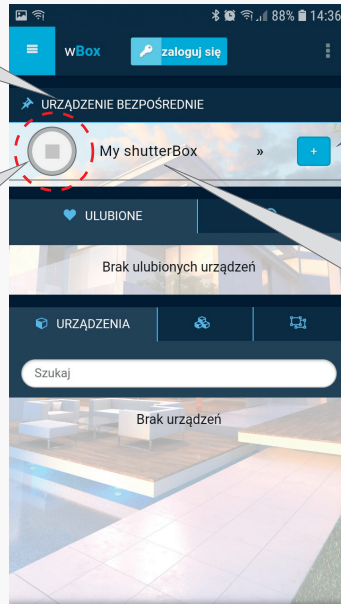 88% 14:36
wBox zaloguj się
URZĄDZENIE BEZPOŚREDNIE
My shutterBox » +
ULUBIONE
Brak ulubionych urządzeń
URZĄDZENIA
Szukaj
Brak urządzeń